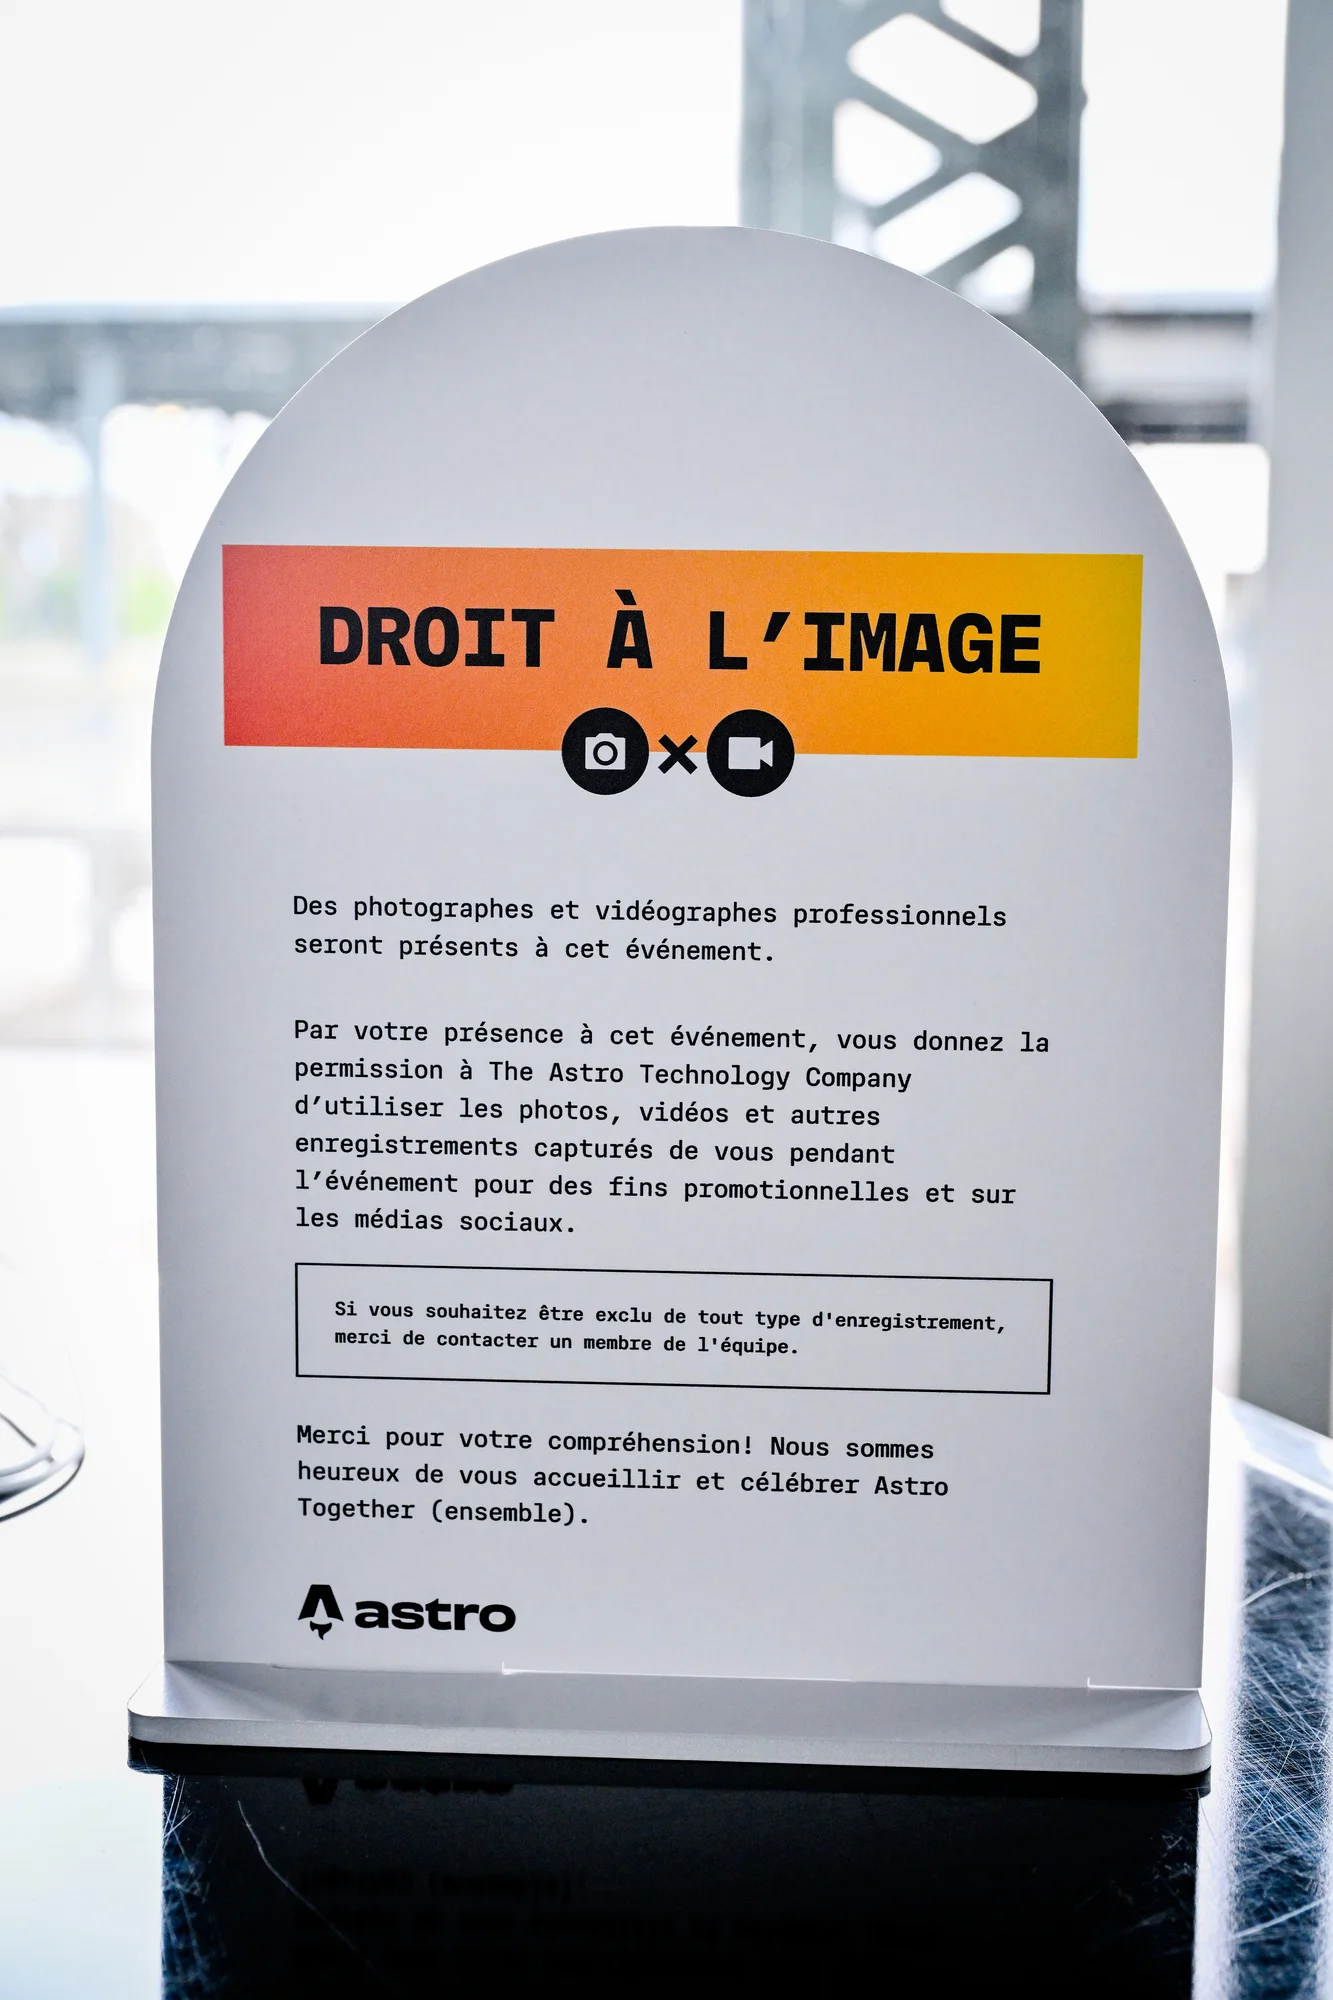 DROIT À L’IMAGE
Des photographes et vidéographes professionnels
seront présents à cet événement.
Par votre présence à cet événement, vous donnez la
permission à The Astro Technology Company
d’utiliser les photos, vidéos et autres
enregistrements capturés de vous pendant
l’événement pour des fins promotionnelles et sur
les médias sociaux.
Si vous souhaitez être exclu de tout type d'enregistrement,
merci de contacter un membre de l'équipe.
Merci pour votre compréhension! Nous sommes
heureux de vous accueillir et célébrer Astro
Together (ensemble).
astro